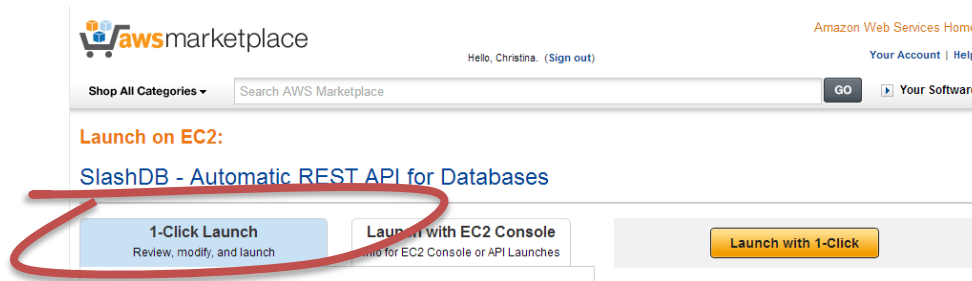 awsmarketplace
Amazon Web Services Home
Hello, Christina. (Sign out)
Your Account | Help
Shop All Categories
Search AWS Marketplace
GO
Your Software
Launch on EC2:
SlashDB - Automatic REST API for Databases
1-Click Launch
Review, modify, and launch
Launch with EC2 Console
Info for EC2 Console or API Launches
Launch with 1-Click